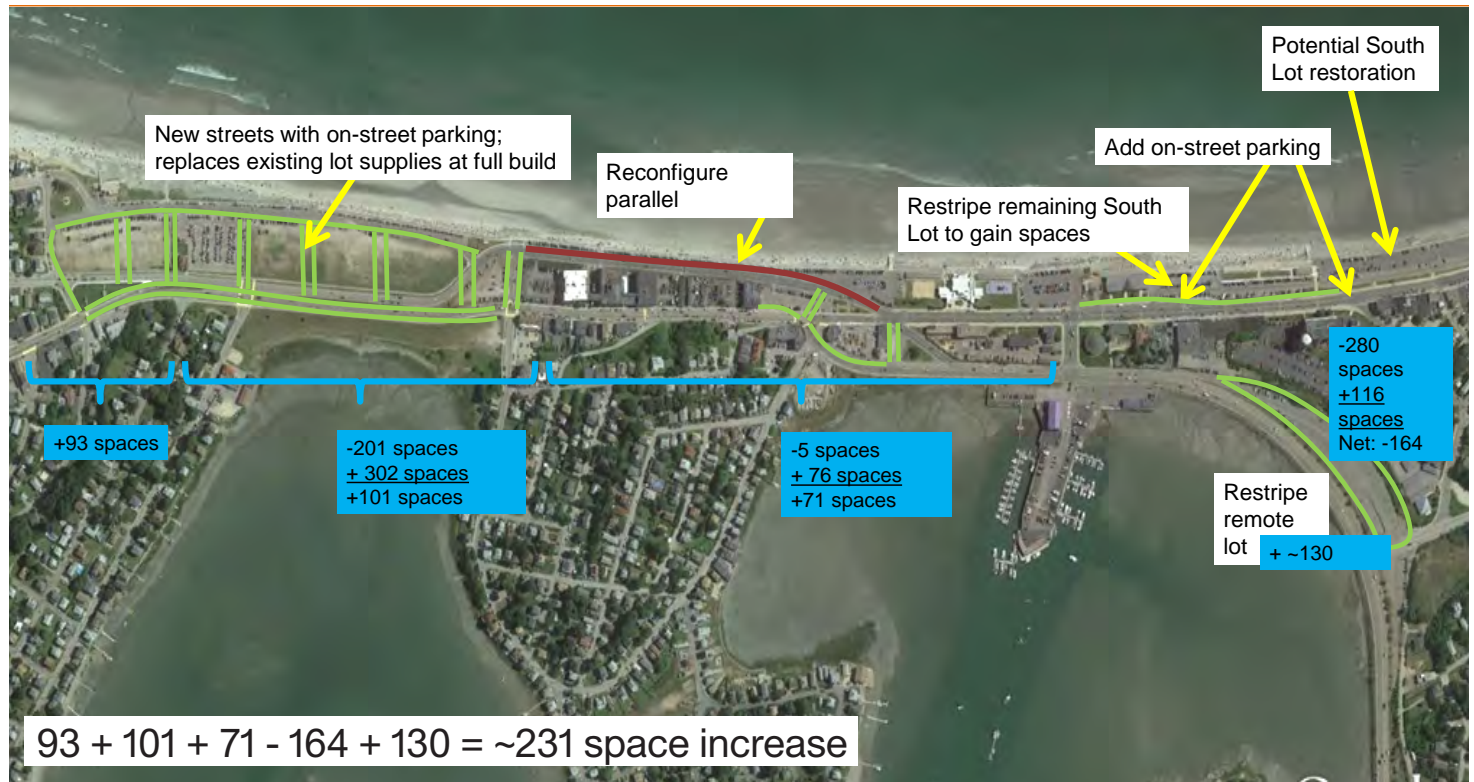 Potential South
Lot restoration
New streets with on-street parking;
replaces existing lot supplies at full build
Reconfigure
parallel
Add on-street parking
Restripe remaining South
Lot to gain spaces
+93 spaces
-201 spaces
+ 302 spaces
+101 spaces
-5 spaces
+ 76 spaces
+71 spaces
-280
spaces
+116
spaces
Net: -164
Restripe
remote
lot
+ ~130
93 + 101 + 71 - 164 + 130 = ~231 space increase